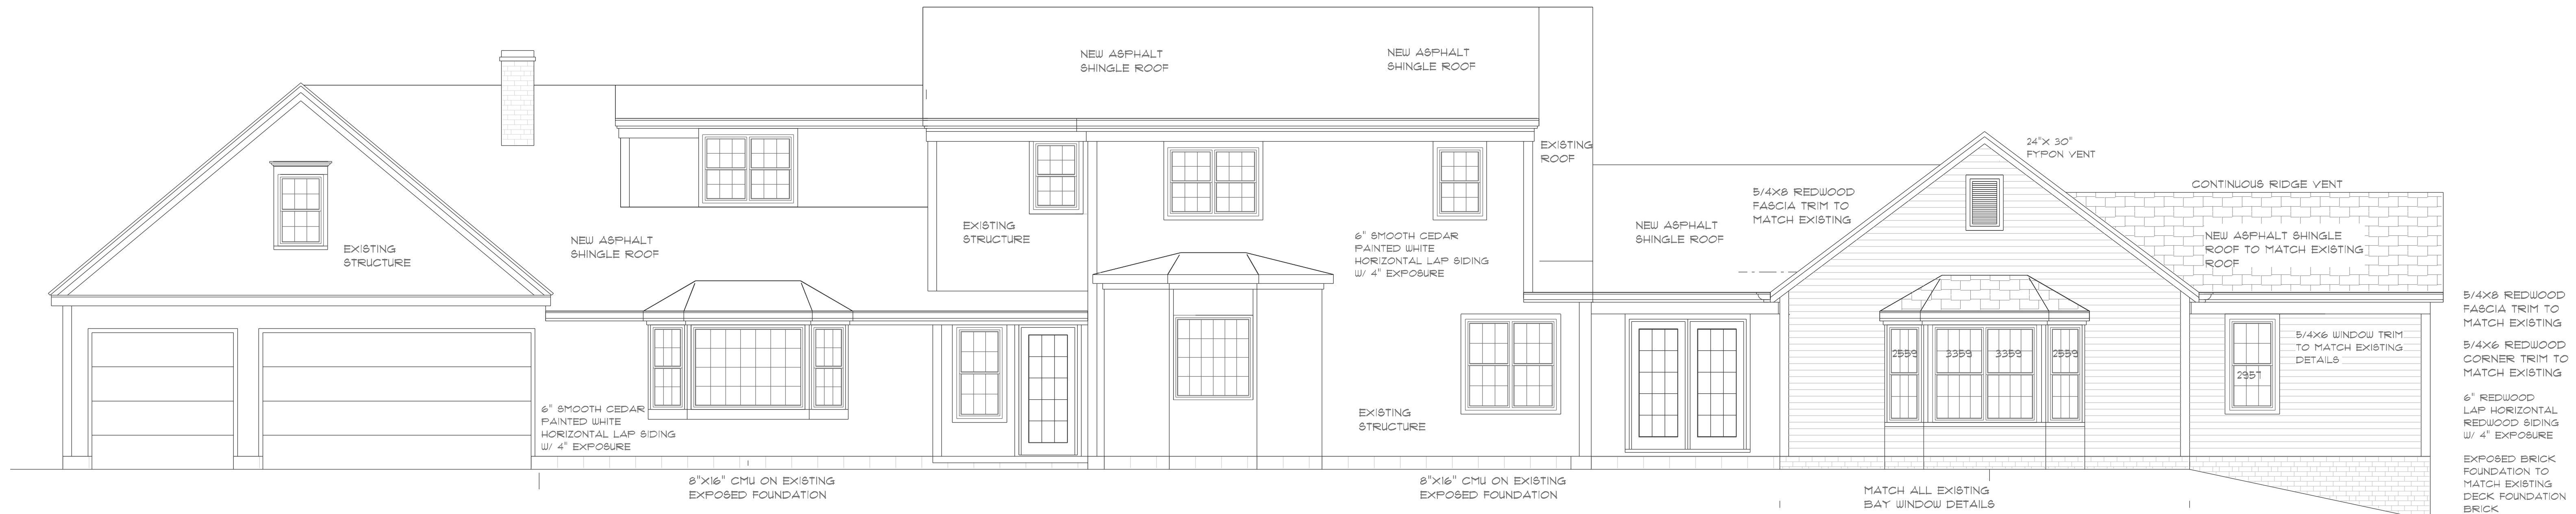 NEW ASPHALT
SHINGLE ROOF
NEW ASPHALT
SHINGLE ROOF
EXISTING
ROOF
24"X 30"
FYPON VENT
CONTINUOUS RIDGE VENT
5/4X8 REDWOOD
FASCIA TRIM TO
MATCH EXISTING
EXISTING
STRUCTURE
NEW ASPHALT
SHINGLE ROOF
EXISTING
STRUCTURE
6" SMOOTH CEDAR
PAINTED WHITE
HORIZONTAL LAP SIDING
W/ 4" EXPOSURE
NEW ASPHALT
SHINGLE ROOF
NEW ASPHALT SHINGLE
ROOF TO MATCH EXISTING
ROOF
5/4X8 REDWOOD
FASCIA TRIM TO
MATCH EXISTING
5/4X6 REDWOOD
CORNER TRIM TO
MATCH EXISTING
6" REDWOOD
LAP HORIZONTAL
REDWOOD SIDING
W/ 4" EXPOSURE
EXPOSED BRICK
FOUNDATION TO
MATCH EXISTING
DECK FOUNDATION
BRICK
5/4X6 WINDOW TRIM
TO MATCH EXISTING
DETAILS
2559
3359
3359
2559
2957
6" SMOOTH CEDAR
PAINTED WHITE
HORIZONTAL LAP SIDING
W/ 4" EXPOSURE
EXISTING
STRUCTURE
8"X16" CMU ON EXISTING
EXPOSED FOUNDATION
8"X16" CMU ON EXISTING
EXPOSED FOUNDATION
MATCH ALL EXISTING
BAY WINDOW DETAILS